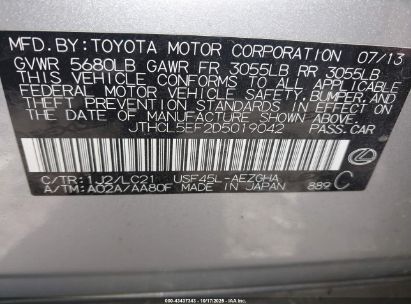 MFD.BY:TOYOTA MOTOR CORPORATION 07/13
GVWR 5680LB GAWR FR 3055LB RR 3055LB
THIS VEHICLE CONFORMS TO ALL APPLICABLE
FEDERAL MOTOR VEHICLE SAFETY, BUMPER, AND
THEFT PREVENTION STANDARDS IN EFFECT ON
THE DATE OF MANUFACTURE SHOWN ABOVE.
JTHCL5EF2D5019042 PASS.CAR
C/TR:1J2/LC21 USF45L-AEZGHA
A/TM:A02A/AA80F MADE IN JAPAN 889 C